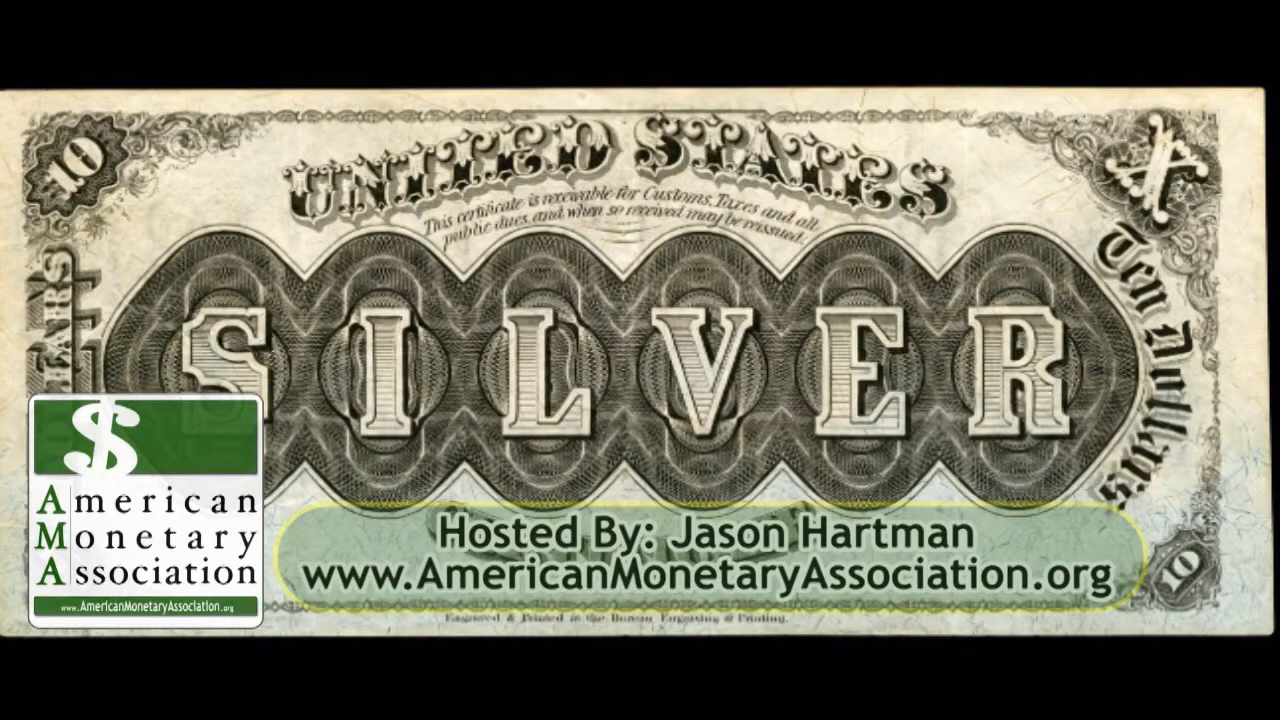 10
UNITED STATES
This certificate is receivable for Customs, Taxes and all
public dues, and when so received may be reissued.
X
SILVER
Ten Dollars
$
American
Monetary
Association
www.AmericanMonetaryAssociation.org
Hosted By: Jason Hartman
www.AmericanMonetaryAssociation.org
10
Engraved & Printed at the Bureau Engraving & Printing.